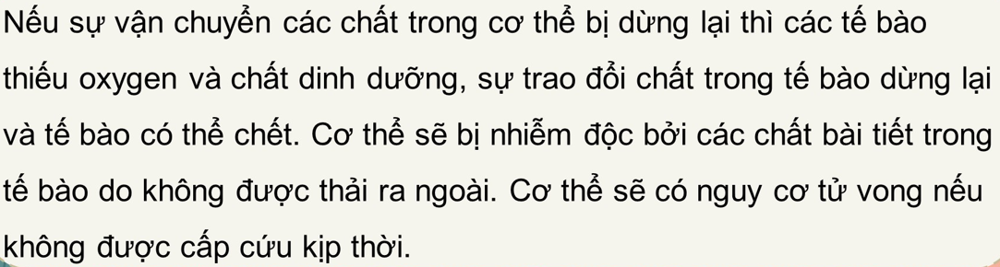 Nếu sự vận chuyển các chất trong cơ thể bị dừng lại thì các tế bào
thiếu oxygen và chất dinh dưỡng, sự trao đổi chất trong tế bào dừng lại
và tế bào có thể chết. Cơ thể sẽ bị nhiễm độc bởi các chất bài tiết trong
tế bào do không được thải ra ngoài. Cơ thể sẽ có nguy cơ tử vong nếu
không được cấp cứu kịp thời.